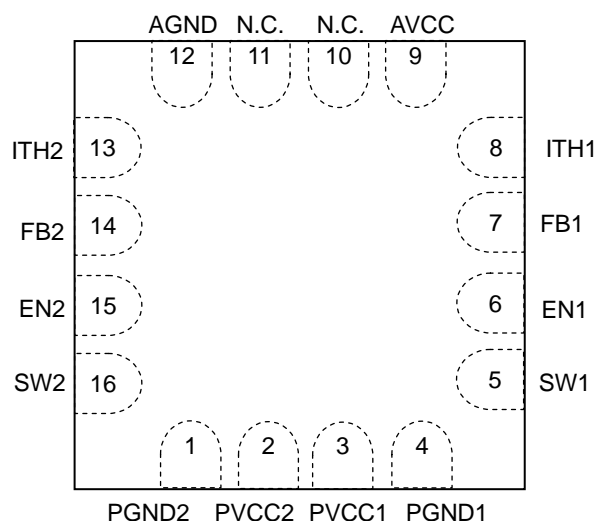 AGND N.C. N.C. AVCC
12 11 10 9
ITH2 13 8 ITH1
FB2 14 7 FB1
EN2 15 6 EN1
SW2 16 5 SW1
1 2 3 4
PGND2 PVCC2 PVCC1 PGND1